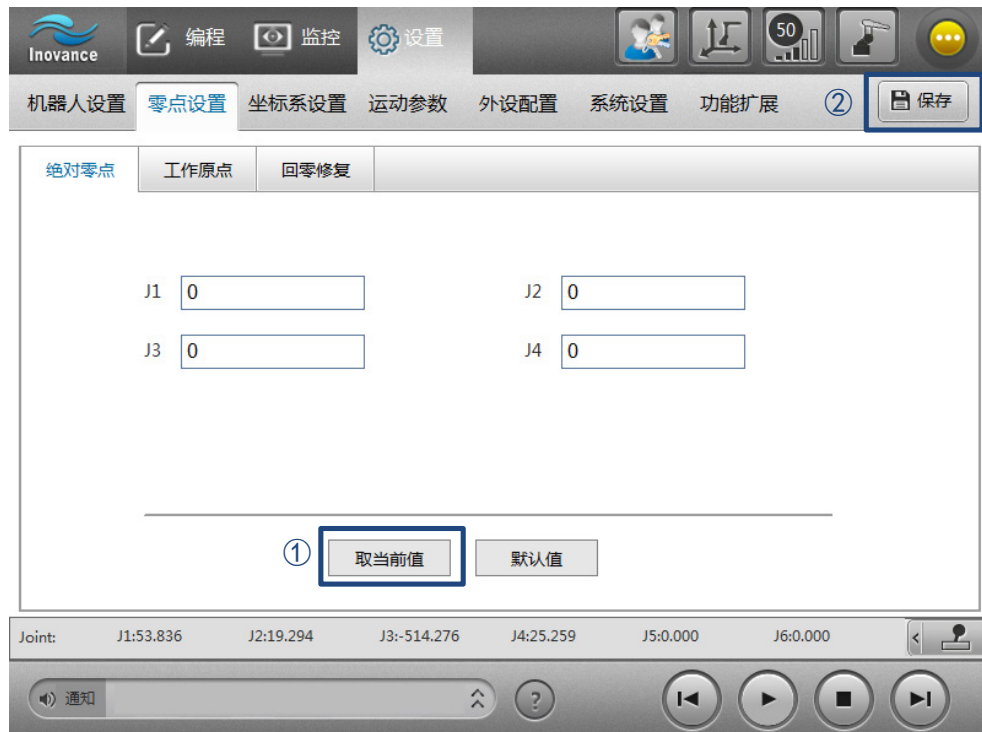 Inovance 编程 监控 设置 50
机器人设置 零点设置 坐标系设置 运动参数 外设配置 系统设置 功能扩展 ② 保存
绝对零点 工作原点 回零修复
J1 0 J2 0
J3 0 J4 0
① 取当前值 默认值
Joint: J1:53.836 J2:19.294 J3:-514.276 J4:25.259 J5:0.000 J6:0.000 <
通知 ?